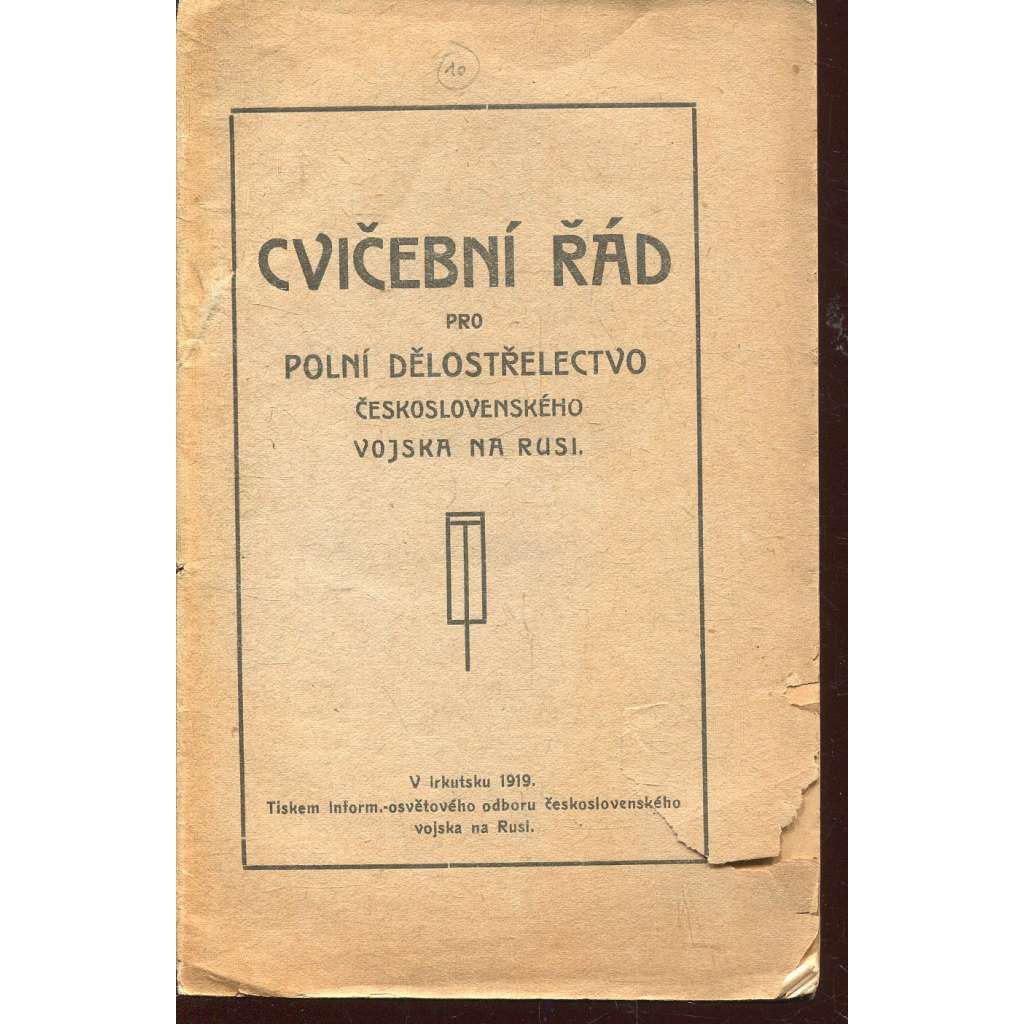 10
CVIČEBNÍ ŘÁD
PRO
POLNÍ DĚLOSTŘELECTVO
ČESKOSLOVENSKÉHO
VOJSKA NA RUSI.
V Irkutsku 1919.
Tiskem Inform.-osvětového odboru československého
vojska na Rusi.